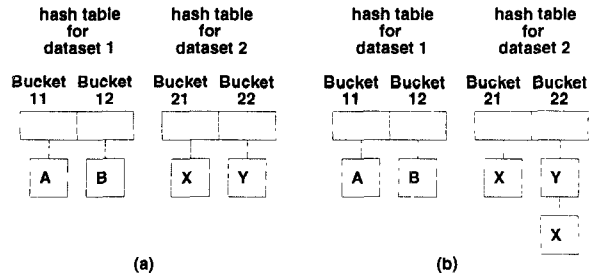 hash table
for
dataset 1
hash table
for
dataset 2
Bucket
11
Bucket
12
Bucket
21
Bucket
22
A
B
X
Y
(a)
hash table
for
dataset 1
hash table
for
dataset 2
Bucket
11
Bucket
12
Bucket
21
Bucket
22
A
B
X
Y
X
(b)